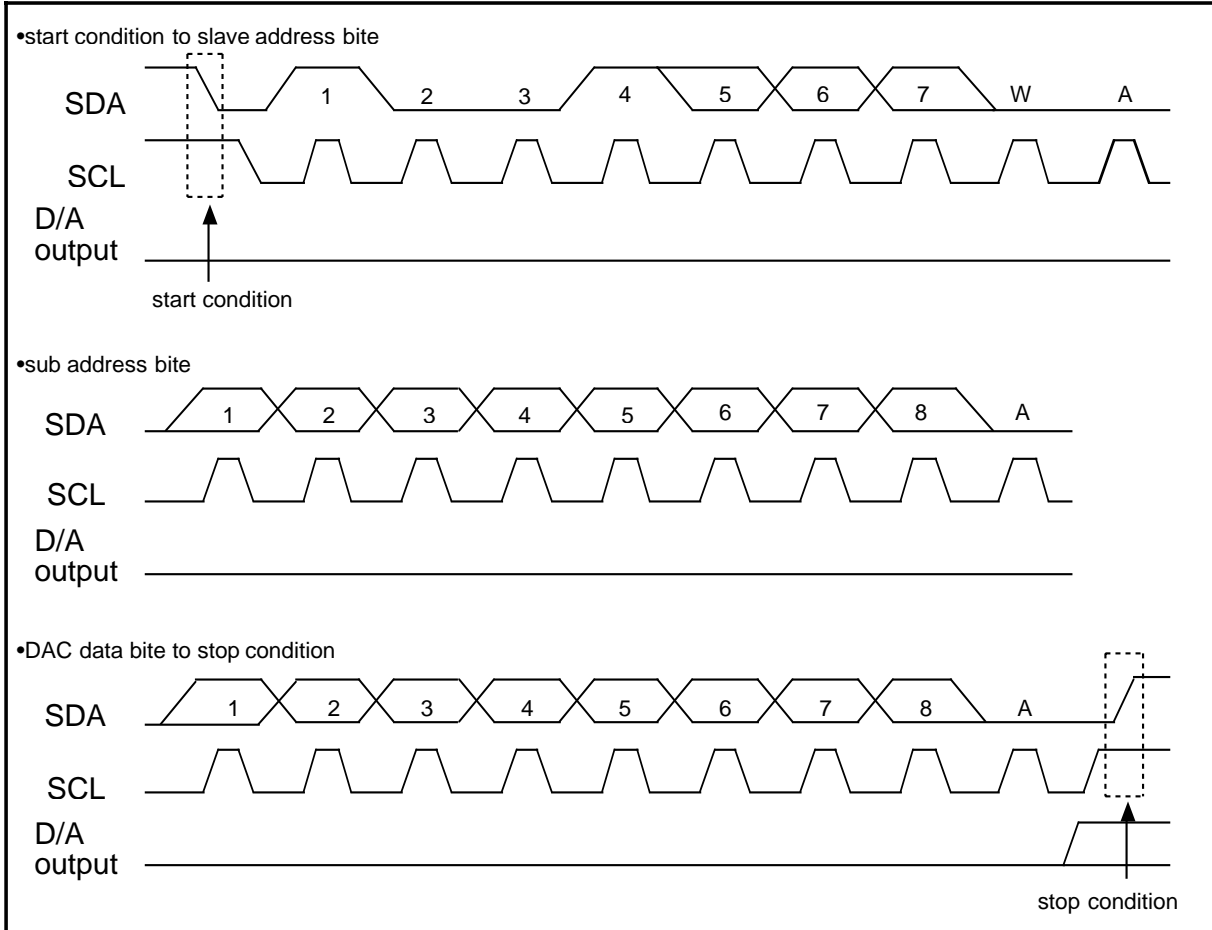 •start condition to slave address bite
SDA 1 2 3 4 5 6 7 W A
SCL
D/A
output
start condition
•sub address bite
SDA 1 2 3 4 5 6 7 8 A
SCL
D/A
output
•DAC data bite to stop condition
SDA 1 2 3 4 5 6 7 8 A
SCL
D/A
output
stop condition